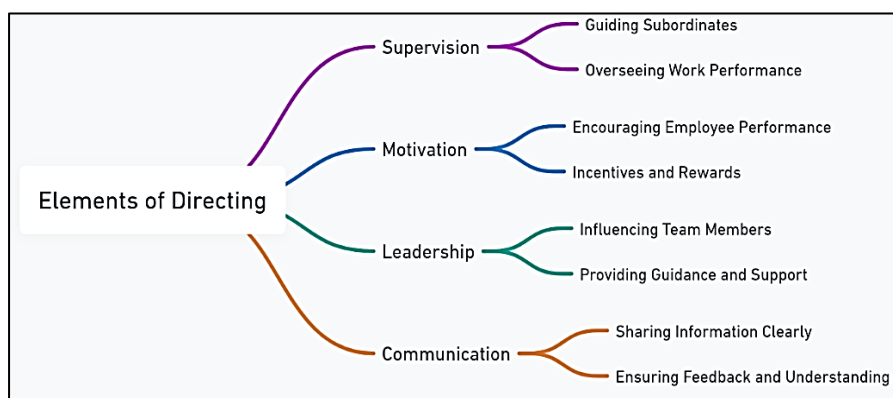 Elements of Directing
Supervision
Guiding Subordinates
Overseeing Work Performance
Motivation
Encouraging Employee Performance
Incentives and Rewards
Leadership
Influencing Team Members
Providing Guidance and Support
Communication
Sharing Information Clearly
Ensuring Feedback and Understanding